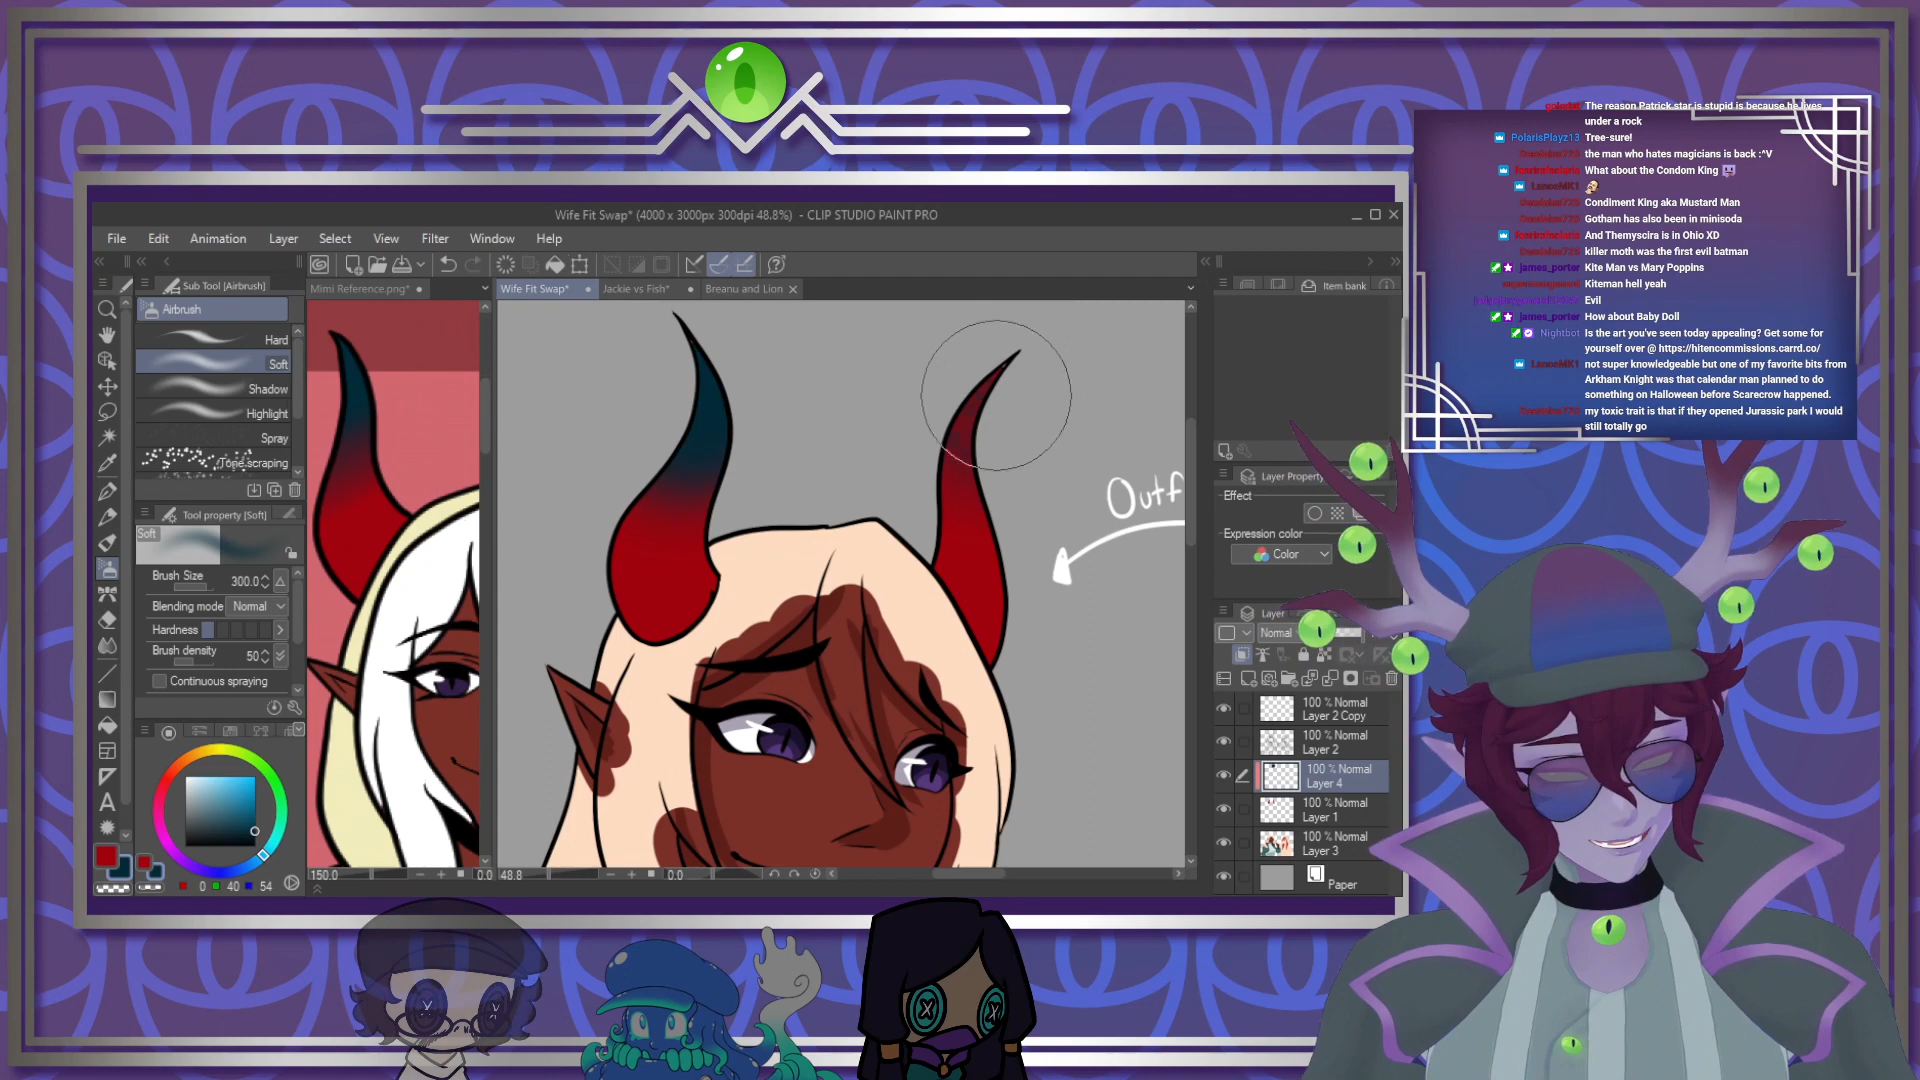 Wife Fit Swap* (4000 x 3000px 300dpi 48.8%) - CLIP STUDIO PAINT PRO
File Edit Animation Layer Select View Filter Window Help
Sub Tool [Airbrush]
Airbrush
Hard
Soft
Shadow
Highlight
Spray
Tone scraping
Tool property [Soft]
Soft
Brush Size 300.0
Blending mode Normal
Hardness
Brush density 50
Continuous spraying
0 40 54
Mimi Reference.png*
Wife Fit Swap* Jackie vs Fish* Breanu and Lion
150.0 0.0
48.8 0.0
Outf
Item bank
Layer Property
Effect
Expression color
Color
Layer
Normal
100 % Normal
Layer 2 Copy
100 % Normal
Layer 2
100 % Normal
Layer 4
100 % Normal
Layer 1
100 % Normal
Layer 3
Paper
The reason Patrick star is stupid is because he lives
under a rock
PolarisPlayz13 Tree-sure!
the man who hates magicians is back :^V
What about the Condom King
LanceMK1
Condiment King aka Mustard Man
Gotham has also been in minisoda
And Themyscira is in Ohio XD
killer moth was the first evil batman
james_porter Kite Man vs Mary Poppins
Kiteman hell yeah
Evil
james_porter How about Baby Doll
Nightbot Is the art you've seen today appealing? Get some for
yourself over @ https://hitencommissions.carrd.co/
LanceMK1 not super knowledgeable but one of my favorite bits from
Arkham Knight was that calendar man planned to do
something on Halloween before Scarecrow happened.
my toxic trait is that if they opened Jurassic park I would
still totally go